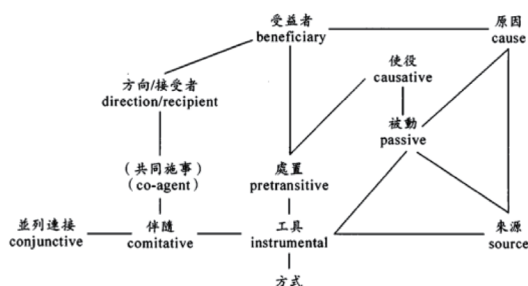 受益者
beneficiary
原因
cause
使役
causative
方向/接受者
direction/recipient
被動
passive
(共同施事)
(co-agent)
處置
pretransitive
並列連接
conjunctive
伴隨
comitative
工具
instrumental
來源
source
方式